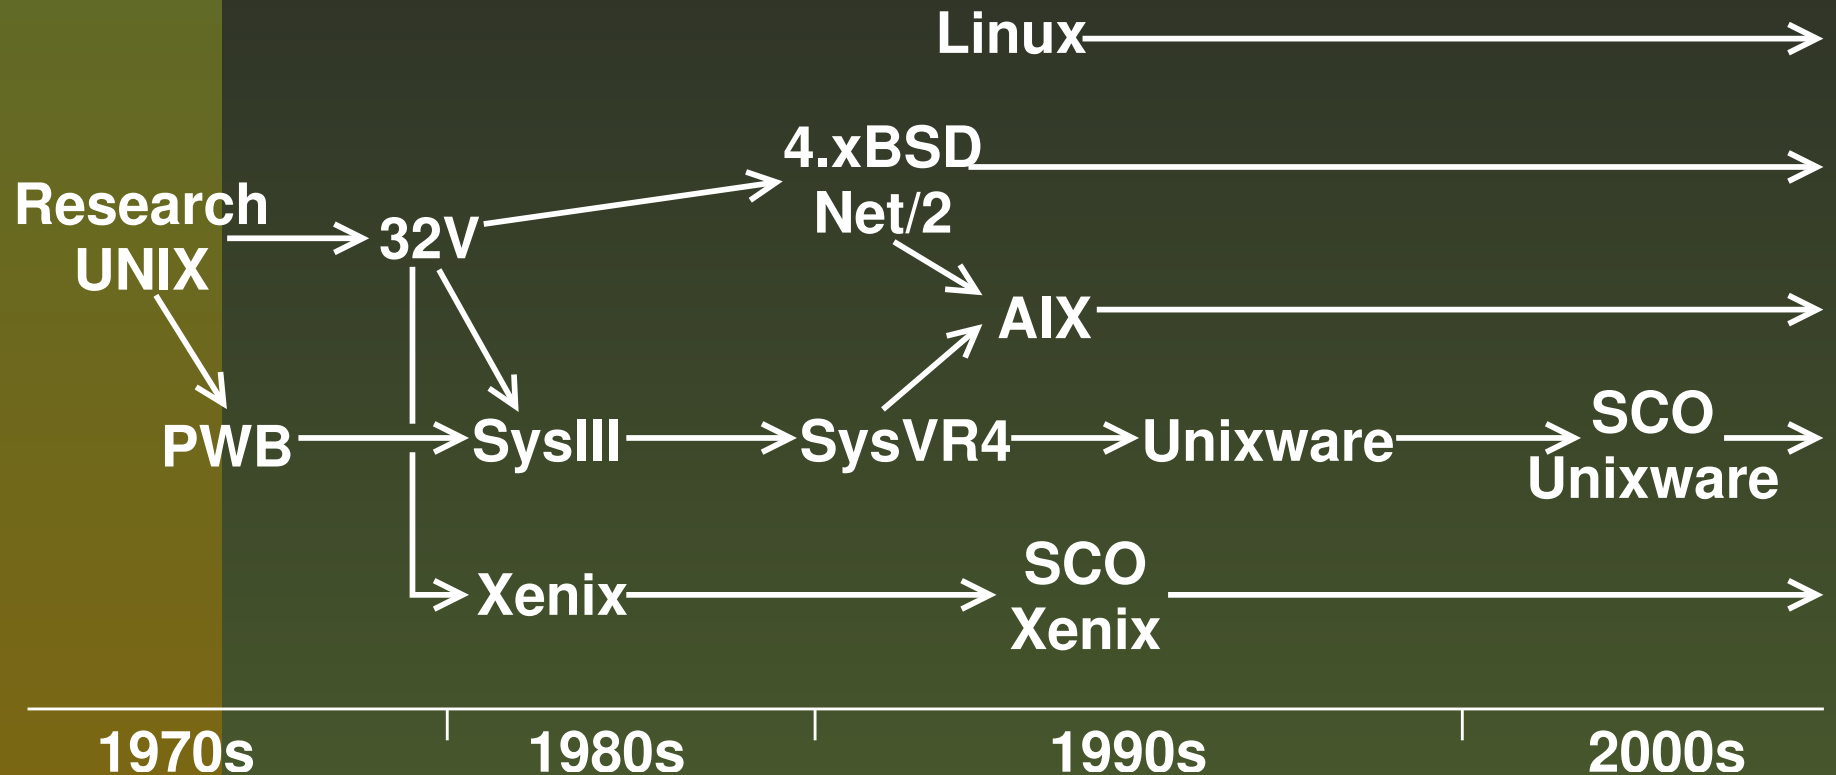 Linux
4.xBSD
Net/2
Research
UNIX
32V
AIX
PWB
SysIII
SysVR4
Unixware
SCO
Unixware
Xenix
SCO
Xenix
1970s
1980s
1990s
2000s